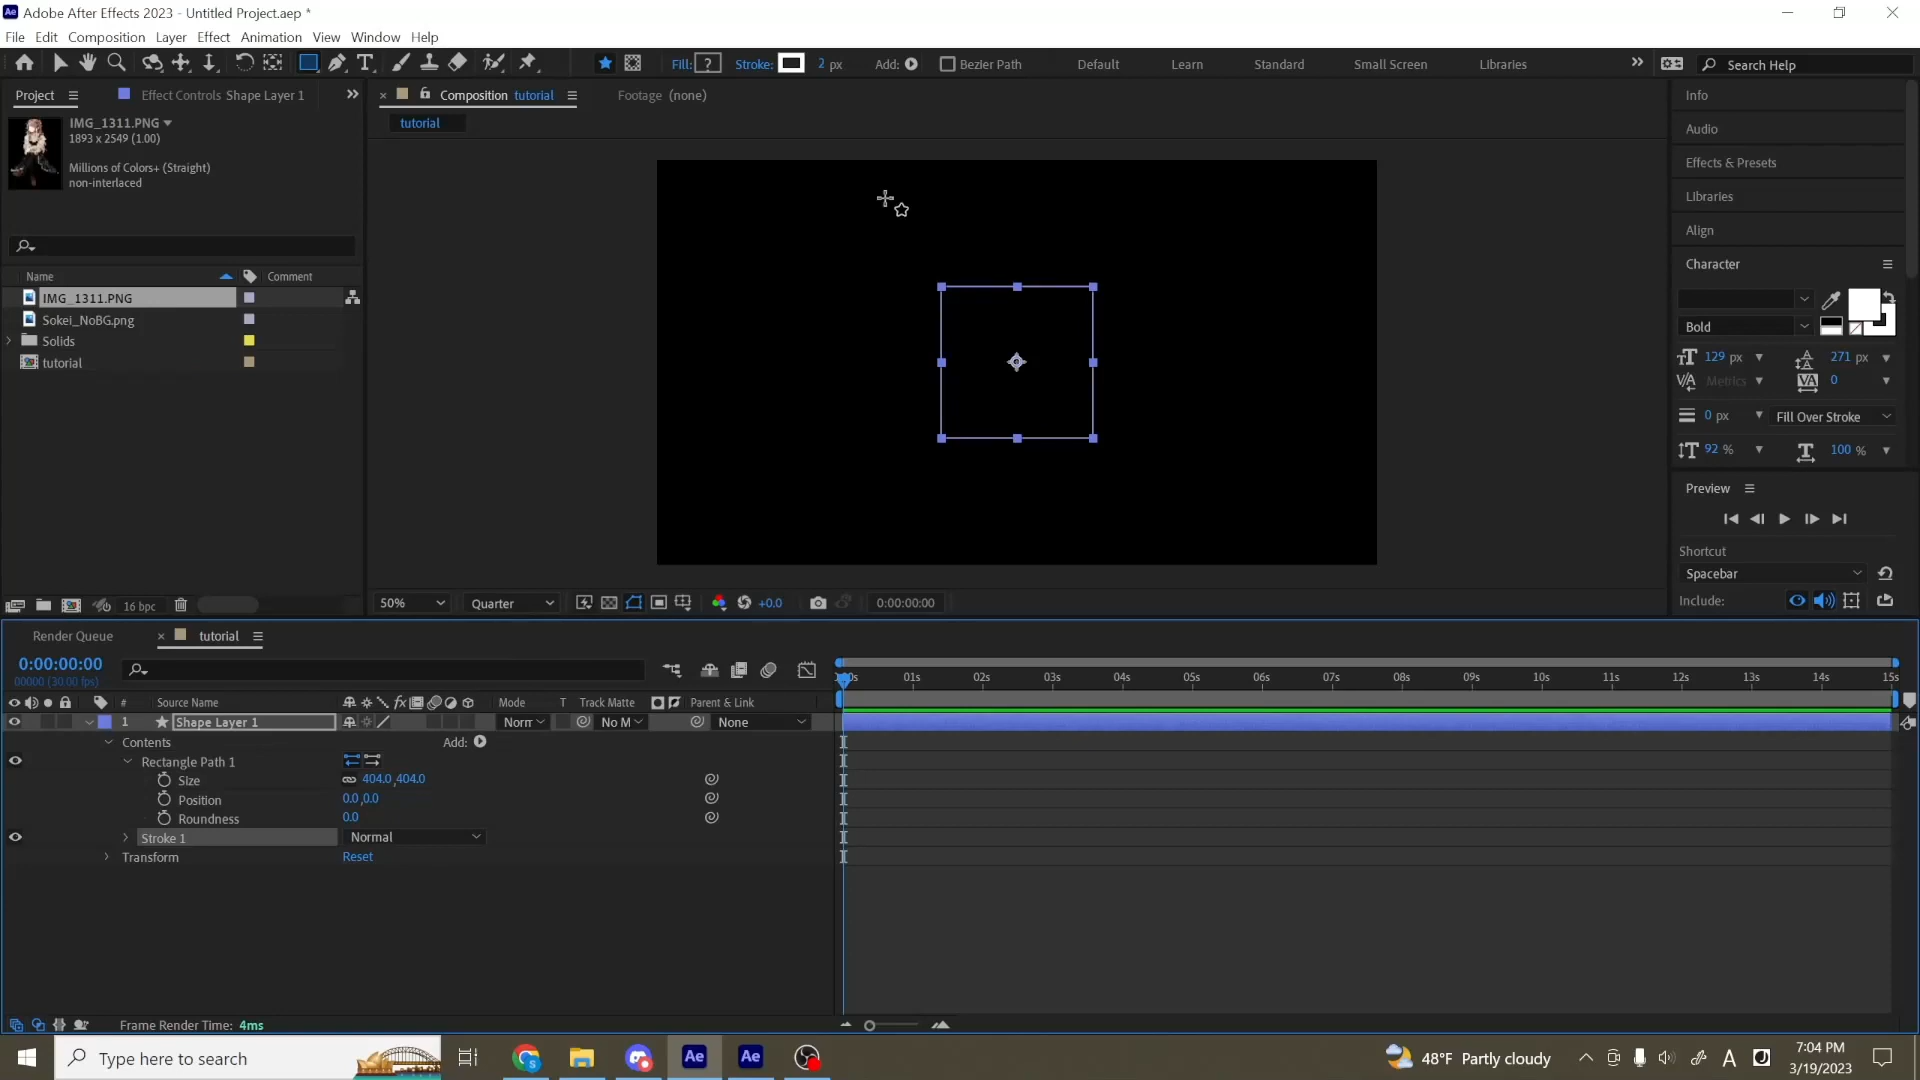 Ae Adobe After Effects 2023 - Untitled Project.aep *
File Edit Composition Layer Effect Animation View Window Help
Fill: ? Stroke: 2 px Add: Bezier Path Default Learn Standard Small Screen Libraries Search Help
Project Effect Controls Shape Layer 1
Composition tutorial
Footage (none)
tutorial
IMG_1311.PNG
1893 x 2549 (1.00)
Millions of Colors+ (Straight)
non-interlaced
Name Comment
IMG_1311.PNG
Sokei_NoBG.png
Solids
tutorial
16 bpc
50% Quarter +0.0 0:00:00:00
Info
Audio
Effects & Presets
Libraries
Align
Character
Bold
129 px 271 px
Metrics 0
0 px Fill Over Stroke
92 % 100 %
Preview
Shortcut
Spacebar
Include:
Render Queue tutorial
0:00:00:00
00000 (30.00 fps)
# Source Name Mode T Track Matte Parent & Link
1 Shape Layer 1 Norr No M None
Contents Add:
Rectangle Path 1
Size 404.0,404.0
Position 0.0,0.0
Roundness 0.0
Stroke 1 Normal
Transform Reset
01s 02s 03s 04s 05s 06s 07s 08s 09s 10s 11s 12s 13s 14s 15s
Frame Render Time: 4ms
Type here to search
Ae Ae
48°F Partly cloudy
A
7:04 PM
3/19/2023